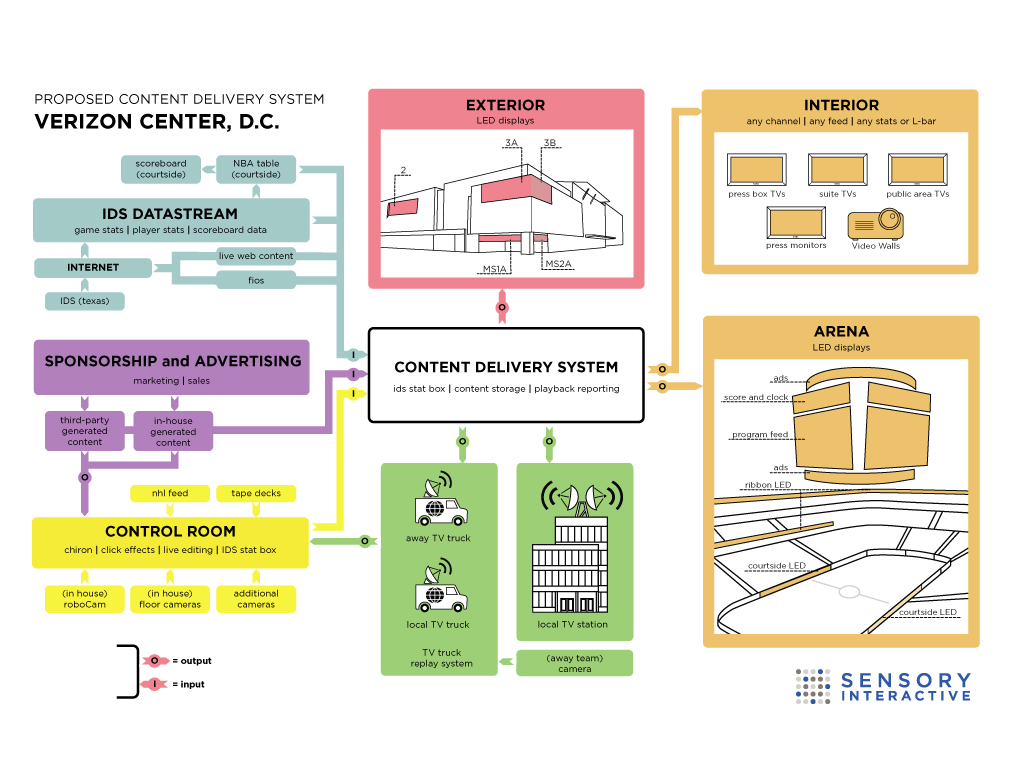 PROPOSED CONTENT DELIVERY SYSTEM
VERIZON CENTER, D.C.
scoreboard
(courtside)
NBA table
(courtside)
IDS DATASTREAM
game stats | player stats | scoreboard data
INTERNET
live web content
fios
IDS (texas)
SPONSORSHIP and ADVERTISING
marketing | sales
third-party
generated
content
in-house
generated
content
O
nhl feed
tape decks
CONTROL ROOM
chiron | click effects | live editing | IDS stat box
(in house)
roboCam
(in house)
floor cameras
additional
cameras
O = output
I = input
EXTERIOR
LED displays
3A
3B
2
MS1A
MS2A
O
I
I
I
CONTENT DELIVERY SYSTEM
ids stat box | content storage | playback reporting
O
O
O
O
O
away TV truck
local TV truck
TV truck
replay system
local TV station
(away team)
camera
INTERIOR
any channel | any feed | any stats or L-bar
press box TVs
suite TVs
public area TVs
press monitors
Video Walls
ARENA
LED displays
ads
score and clock
program feed
ads
ribbon LED
courtside LED
courtside LED
SENSORY
INTERACTIVE